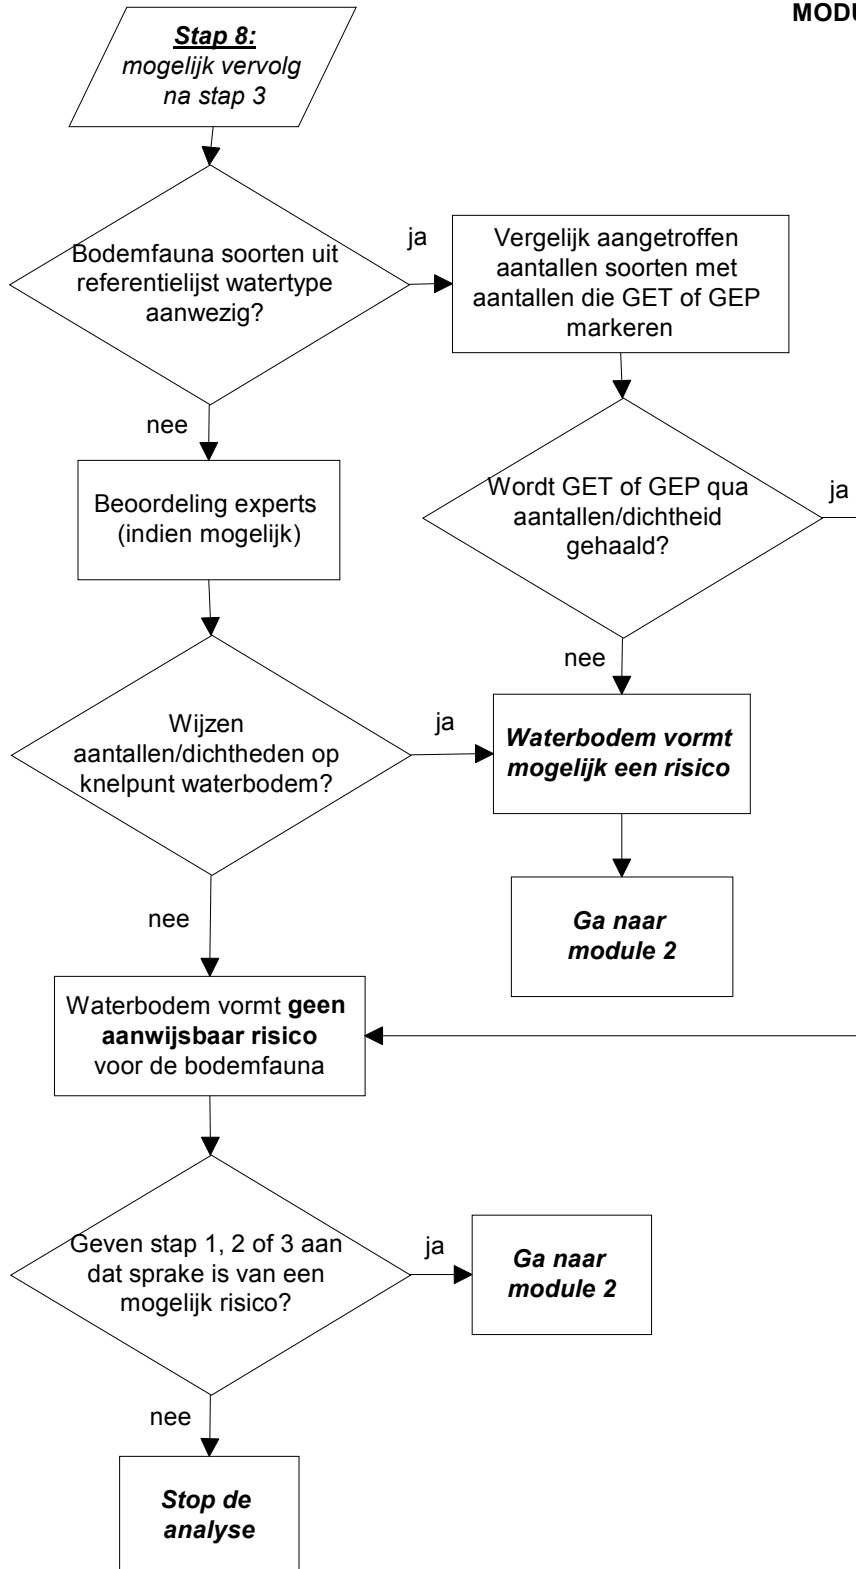 MODU
Stap 8:
mogelijk vervolg
na stap 3
Bodemfauna soorten uit
referentielijst watertype
aanwezig?
ja
Vergelijk aangetroffen
aantallen soorten met
aantallen die GET of GEP
markeren
nee
Beoordeling experts
(indien mogelijk)
Wordt GET of GEP qua
aantallen/dichtheid
gehaald?
ja
nee
Wijzen
aantallen/dichtheden op
knelpunt waterbodem?
ja
Waterbodem vormt
mogelijk een risico
nee
Ga naar
module 2
Waterbodem vormt geen
aanwijsbaar risico
voor de bodemfauna
Geven stap 1, 2 of 3 aan
dat sprake is van een
mogelijk risico?
ja
Ga naar
module 2
nee
Stop de
analyse